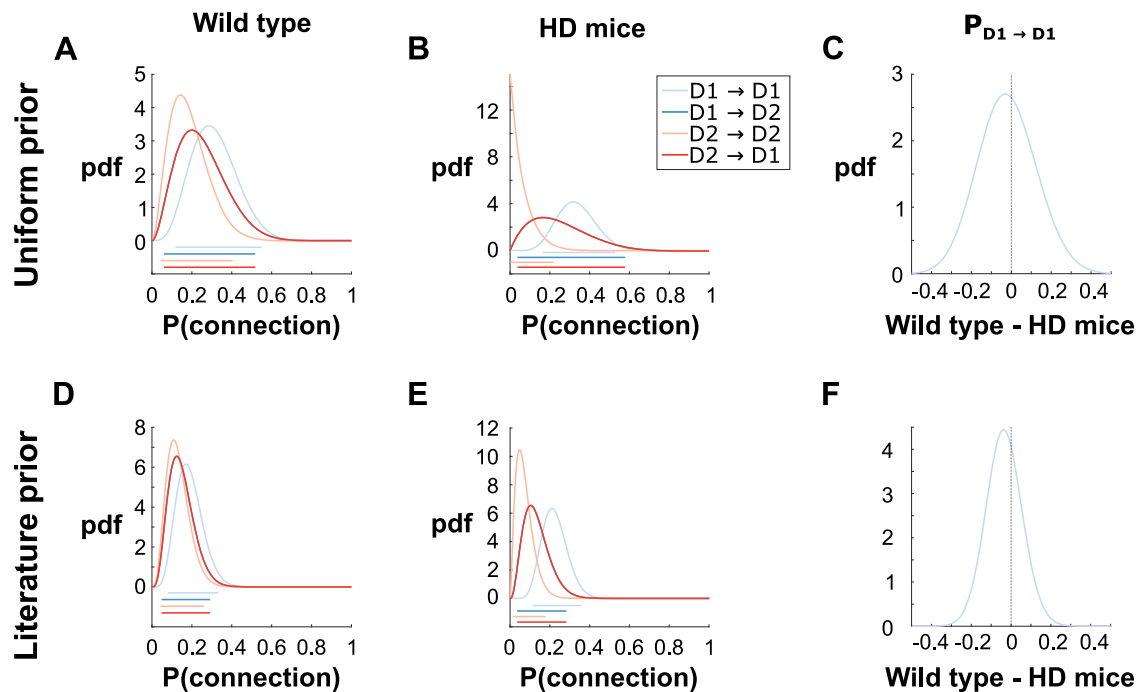 Wild type
HD mice
P D1 → D1
A
B
C
Uniform prior
pdf
5
4
3
2
1
0
0 0.2 0.4 0.6 0.8 1
P(connection)
pdf
12
8
4
0
0 0.2 0.4 0.6 0.8 1
P(connection)
D1 → D1
D1 → D2
D2 → D2
D2 → D1
pdf
4
3
2
1
0
-0.4 -0.2 0 0.2 0.4
Wild type - HD mice
D
E
F
Literature prior
pdf
8
6
4
2
0
0 0.2 0.4 0.6 0.8 1
P(connection)
pdf
12
10
8
6
4
2
0
0 0.2 0.4 0.6 0.8 1
P(connection)
4
3
2
1
0
-0.4 -0.2 0 0.2 0.4
Wild type - HD mice